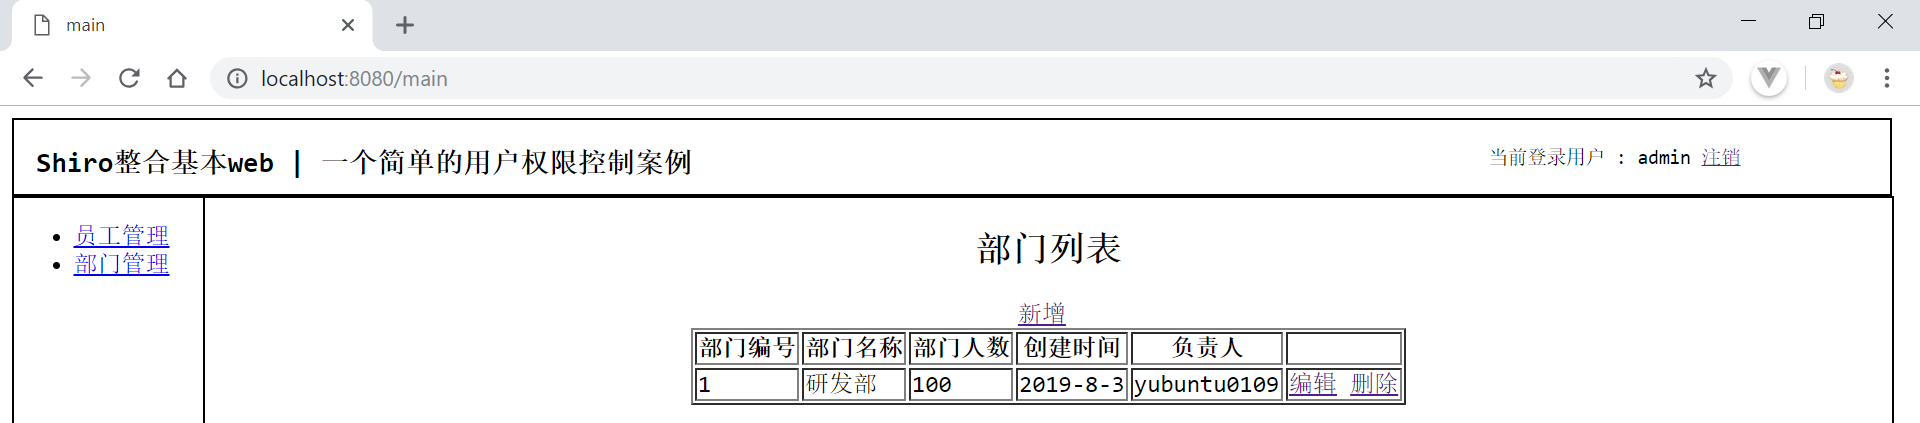 main
localhost:8080/main
Shiro整合基本web | 一个简单的用户权限控制案例
当前登录用户 : admin 注销
员工管理
部门管理
部门列表
新增
部门编号 部门名称 部门人数 创建时间 负责人
1 研发部 100 2019-8-3 yubuntu0109 编辑 删除